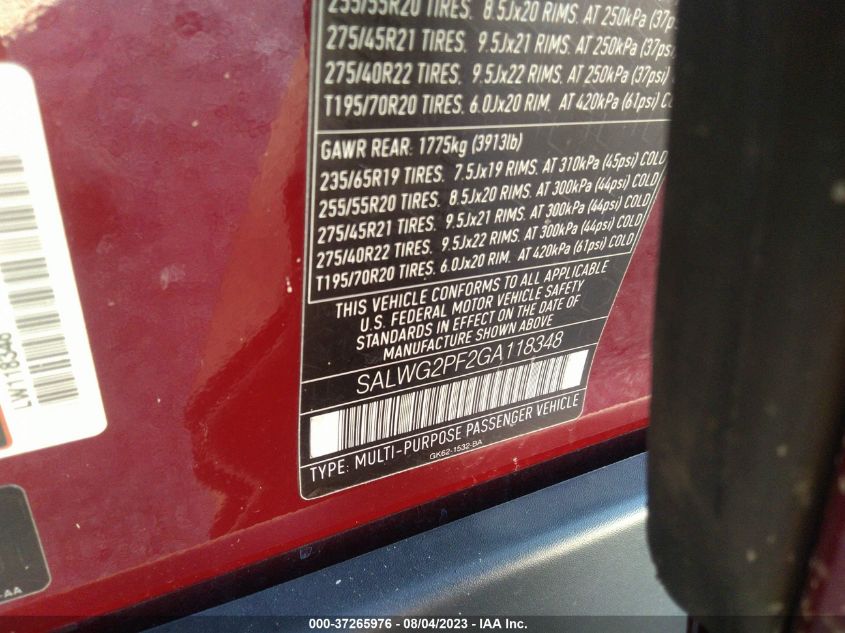 255/55R20 TIRES. 8.5Jx20 RIMS. AT 250kPa (37
275/45R21 TIRES. 9.5Jx21 RIMS. AT 250kPa (37ps
275/40R22 TIRES. 9.5Jx22 RIMS. AT 250kPa (37psi)
T195/70R20 TIRES. 6.0Jx20 RIM. AT 420kPa (61psi) CO
GAWR REAR: 1775kg (3913lb)
235/65R19 TIRES. 7.5Jx19 RIMS. AT 310kPa (45psi) COLD
255/55R20 TIRES. 8.5Jx20 RIMS. AT 300kPa (44psi) COLD
275/45R21 TIRES. 9.5Jx21 RIMS. AT 300kPa (44psi) COLD
275/40R22 TIRES. 9.5Jx22 RIMS. AT 300kPa (44psi) COLD
T195/70R20 TIRES. 6.0Jx20 RIM. AT 420kPa (61psi) COLD
THIS VEHICLE CONFORMS TO ALL APPLICABLE
U.S. FEDERAL MOTOR VEHICLE SAFETY
STANDARDS IN EFFECT ON THE DATE OF
MANUFACTURE SHOWN ABOVE
SALWG2PF2GA118348
TYPE: MULTI-PURPOSE PASSENGER VEHICLE
GK62-1532-BA
LW118348
-AA
000-37265976 - 08/04/2023 - IAA Inc.